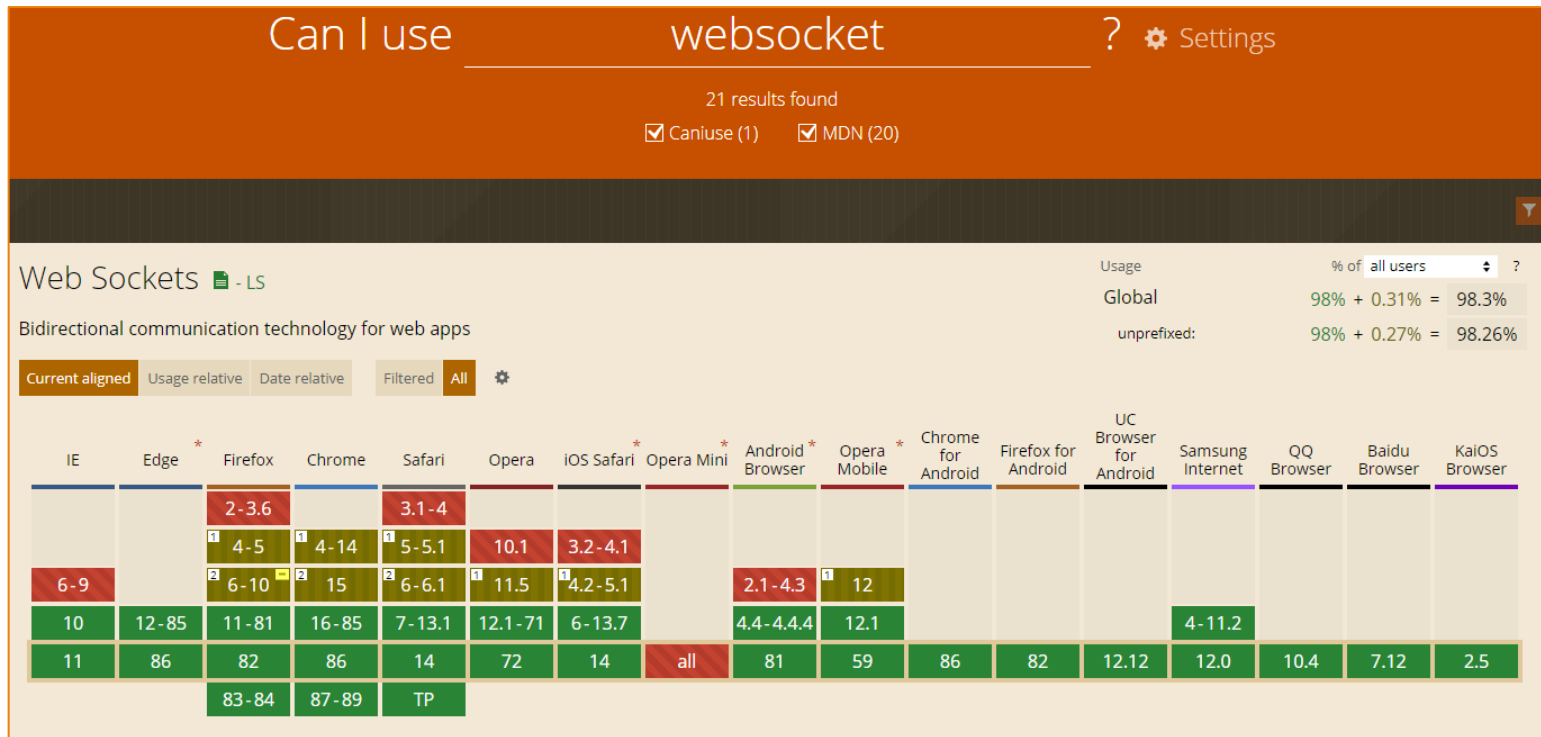 Can I use websocket ? Settings
21 results found
Caniuse (1) MDN (20)
Web Sockets - LS
Usage % of all users ?
Global 98% + 0.31% = 98.3%
Bidirectional communication technology for web apps
unprefixed: 98% + 0.27% = 98.26%
Current aligned Usage relative Date relative Filtered All
IE Edge * Firefox Chrome Safari Opera iOS Safari * Opera Mini * Android Browser * Opera Mobile * Chrome for Android Firefox for Android UC Browser for Android Samsung Internet QQ Browser Baidu Browser KaiOS Browser
2-3.6 3.1-4
1 4-5 1 4-14 1 5-5.1 10.1 3.2-4.1
6-9 2 6-10 2 15 2 6-6.1 1 11.5 1 4.2-5.1 2.1-4.3 1 12
10 12-85 11-81 16-85 7-13.1 12.1-71 6-13.7 4.4-4.4.4 12.1 4-11.2
11 86 82 86 14 72 14 all 81 59 86 82 12.12 12.0 10.4 7.12 2.5
83-84 87-89 TP